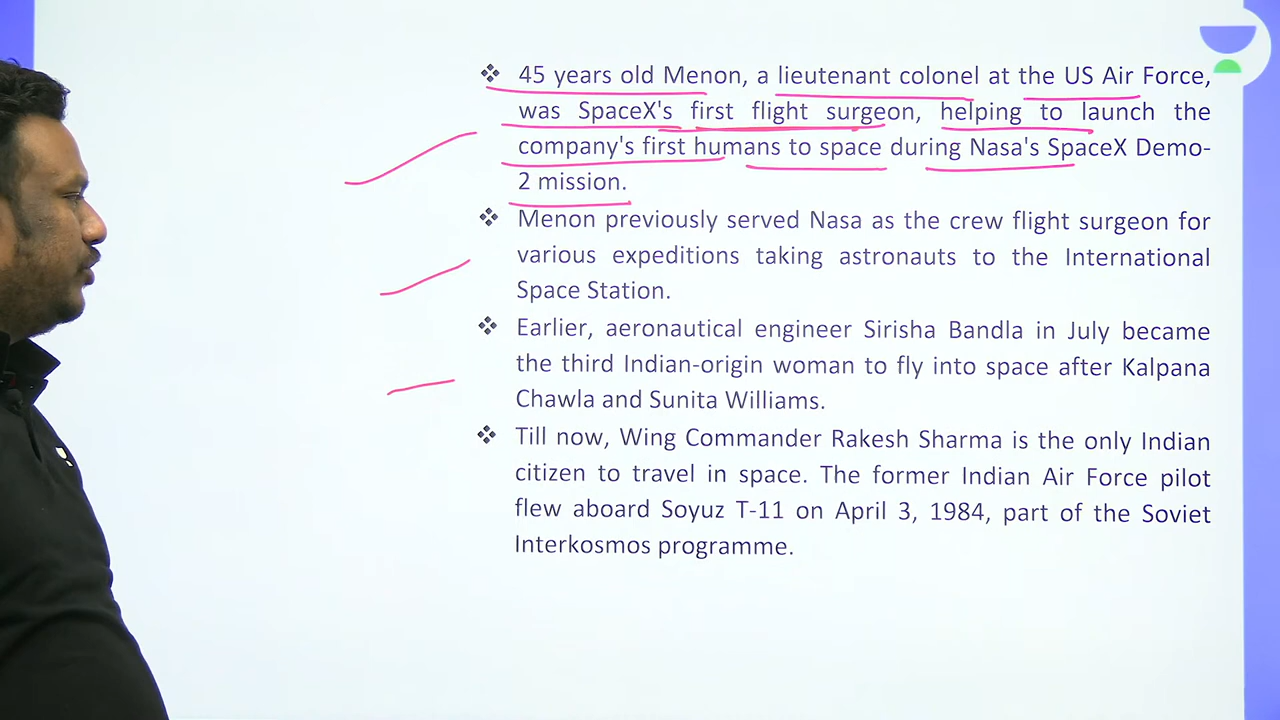 ❖ 45 years old Menon, a lieutenant colonel at the US Air Force,
was SpaceX's first flight surgeon, helping to launch the
company's first humans to space during Nasa's SpaceX Demo-
2 mission.
❖ Menon previously served Nasa as the crew flight surgeon for
various expeditions taking astronauts to the International
Space Station.
❖ Earlier, aeronautical engineer Sirisha Bandla in July became
the third Indian-origin woman to fly into space after Kalpana
Chawla and Sunita Williams.
❖ Till now, Wing Commander Rakesh Sharma is the only Indian
citizen to travel in space. The former Indian Air Force pilot
flew aboard Soyuz T-11 on April 3, 1984, part of the Soviet
Interkosmos programme.